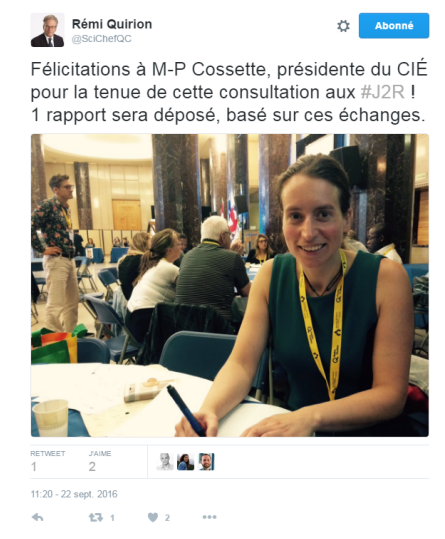 Rémi Quirion
@SciChefQC
Abonné
Félicitations à M-P Cossette, présidente du CIÉ
pour la tenue de cette consultation aux #J2R !
1 rapport sera déposé, basé sur ces échanges.
RETWEET
1
J'AIME
2
11:20 - 22 sept. 2016
1
2